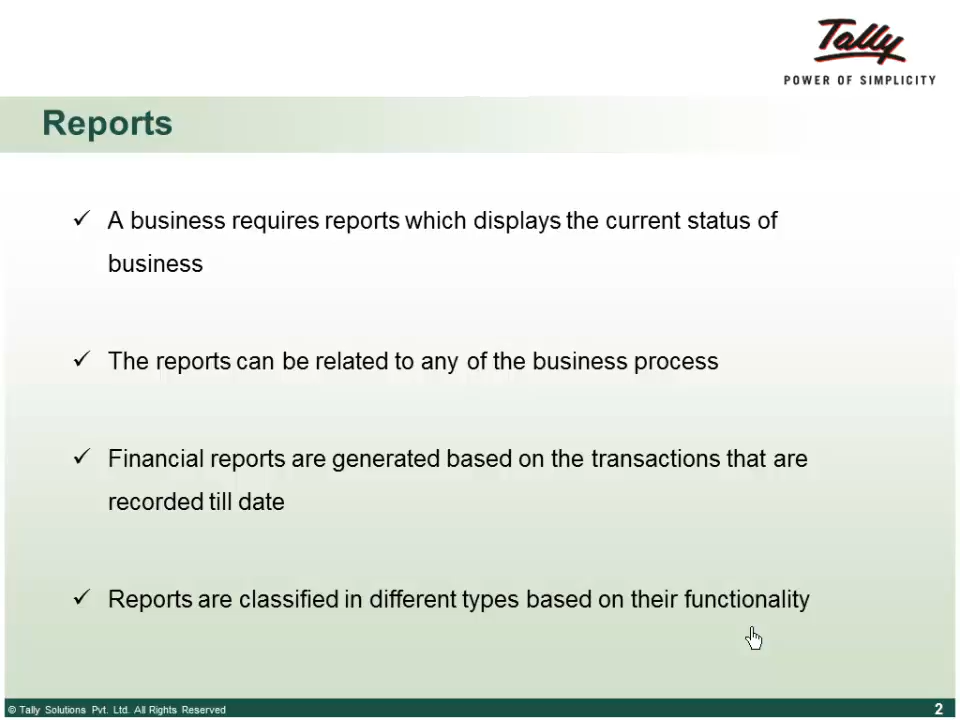 Tally
POWER OF SIMPLICITY
Reports
✓ A business requires reports which displays the current status of
business
✓ The reports can be related to any of the business process
✓ Financial reports are generated based on the transactions that are
recorded till date
✓ Reports are classified in different types based on their functionality
© Tally Solutions Pvt. Ltd. All Rights Reserved
2